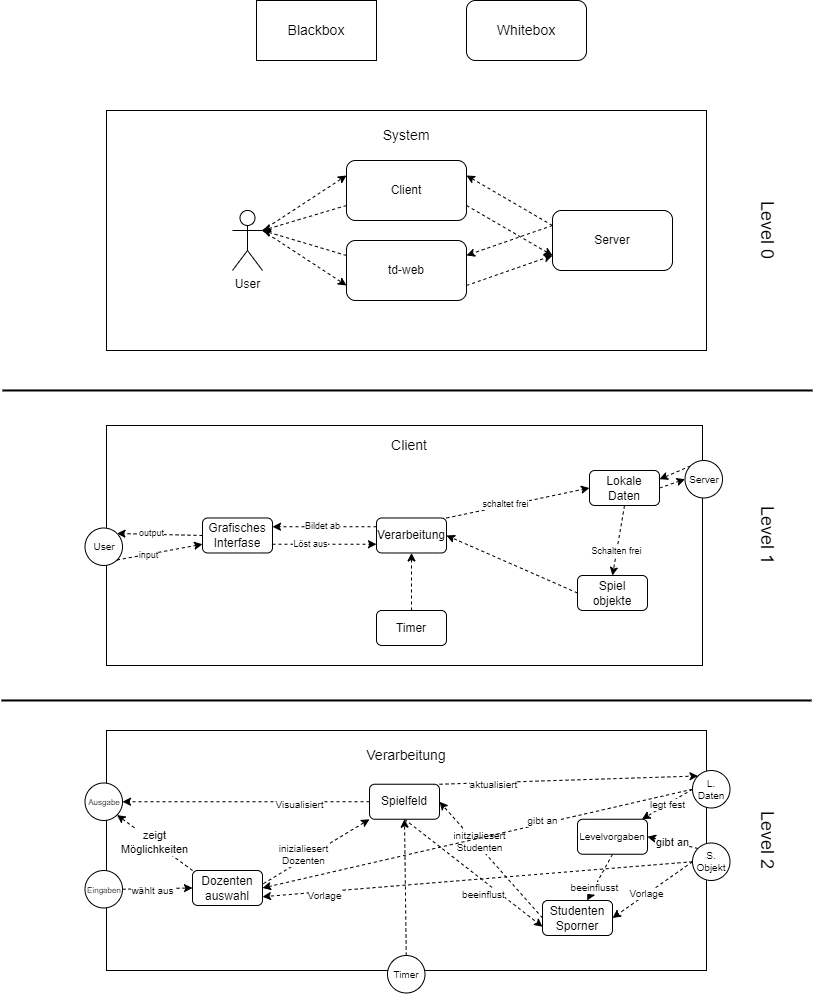 Blackbox
Whitebox
System
Client
User
td-web
Server
Level 0
Client
Lokale
Daten
Server
schaltet frei
User
output
input
Grafisches
Interfase
Bildet ab
Löst aus
Verarbeitung
Schalten frei
Spiel
objekte
Timer
Level 1
Verarbeitung
Ausgabe
Visualisiert
Spielfeld
aktualisiert
L.
Daten
legt fest
gibt an
Levelvorgaben
gibt an
zeigt
Möglichkeiten
inizialiesert
Dozenten
initzialiesert
Studenten
S.
Objekt
Eingaben
wählt aus
Dozenten
auswahl
Vorlage
beeinflust
beeinflusst
Vorlage
Studenten
Sporner
Timer
Level 2